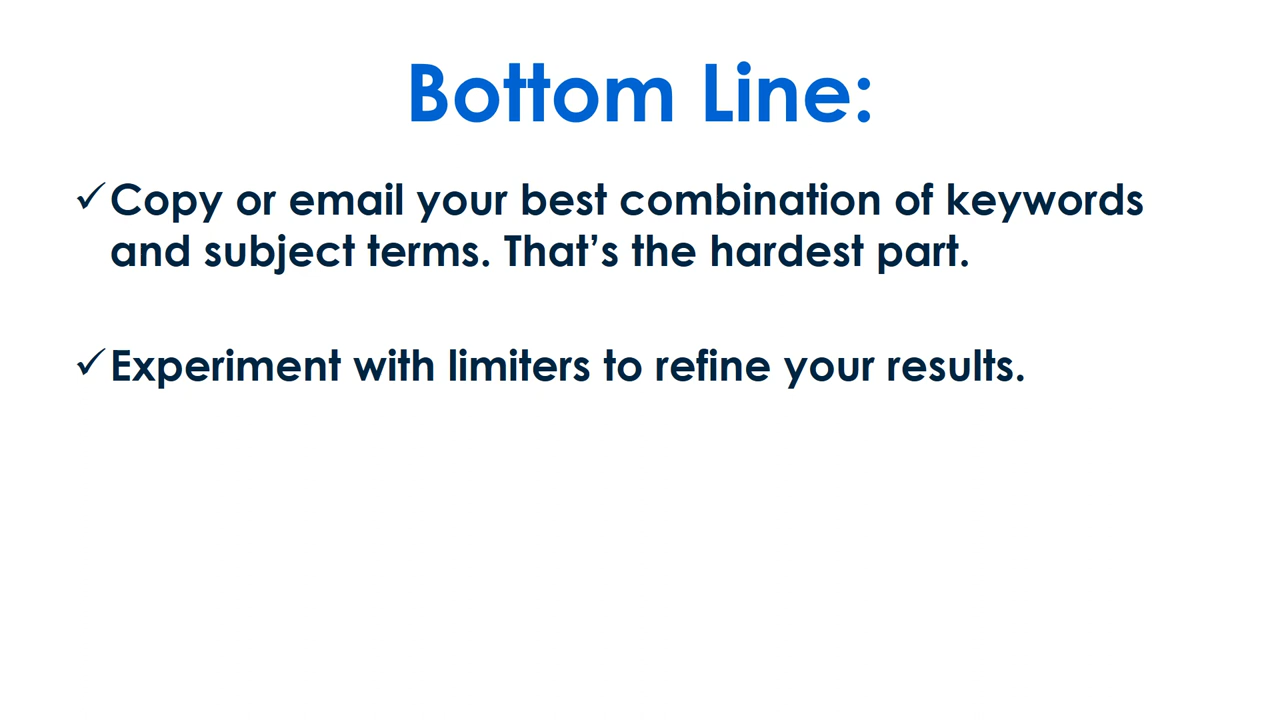 Bottom Line:
✓Copy or email your best combination of keywords
and subject terms. That’s the hardest part.
✓Experiment with limiters to refine your results.